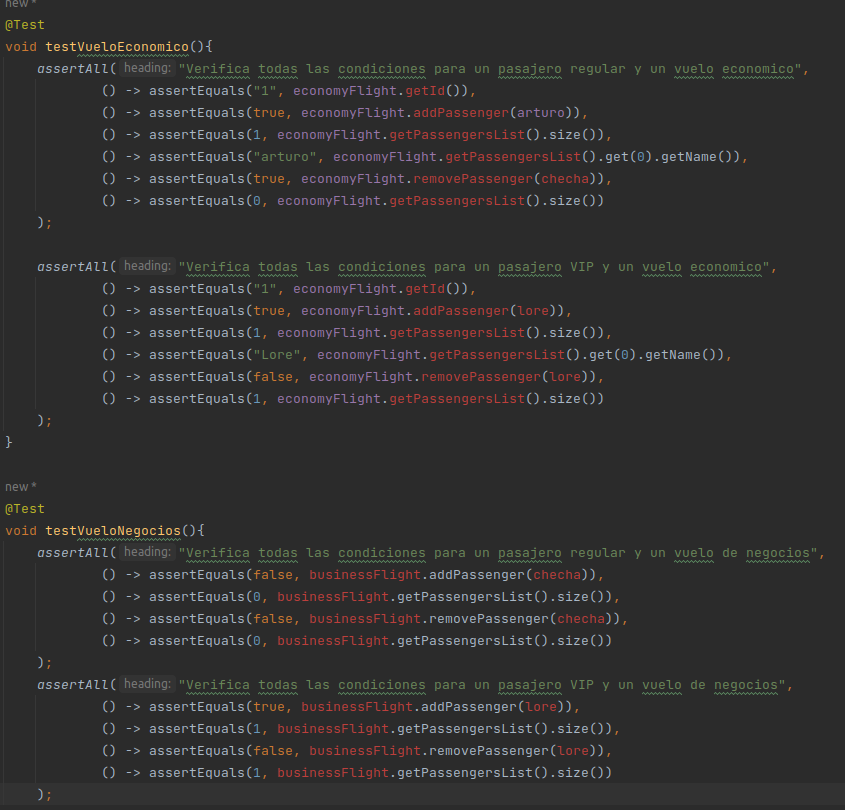 new *
@Test
void testVueloEconomico(){
assertAll( heading: "Verifica todas las condiciones para un pasajero regular y un vuelo economico",
() -> assertEquals("1", economyFlight.getId()),
() -> assertEquals(true, economyFlight.addPassenger(arturo)),
() -> assertEquals(1, economyFlight.getPassengersList().size()),
() -> assertEquals("arturo", economyFlight.getPassengersList().get(0).getName()),
() -> assertEquals(true, economyFlight.removePassenger(checha)),
() -> assertEquals(0, economyFlight.getPassengersList().size())
);
assertAll( heading: "Verifica todas las condiciones para un pasajero VIP y un vuelo economico",
() -> assertEquals("1", economyFlight.getId()),
() -> assertEquals(true, economyFlight.addPassenger(lore)),
() -> assertEquals(1, economyFlight.getPassengersList().size()),
() -> assertEquals("Lore", economyFlight.getPassengersList().get(0).getName()),
() -> assertEquals(false, economyFlight.removePassenger(lore)),
() -> assertEquals(1, economyFlight.getPassengersList().size())
);
}
new *
@Test
void testVueloNegocios(){
assertAll( heading: "Verifica todas las condiciones para un pasajero regular y un vuelo de negocios",
() -> assertEquals(false, businessFlight.addPassenger(checha)),
() -> assertEquals(0, businessFlight.getPassengersList().size()),
() -> assertEquals(false, businessFlight.removePassenger(checha)),
() -> assertEquals(0, businessFlight.getPassengersList().size())
);
assertAll( heading: "Verifica todas las condiciones para un pasajero VIP y un vuelo de negocios",
() -> assertEquals(true, businessFlight.addPassenger(lore)),
() -> assertEquals(1, businessFlight.getPassengersList().size()),
() -> assertEquals(false, businessFlight.removePassenger(lore)),
() -> assertEquals(1, businessFlight.getPassengersList().size())
);